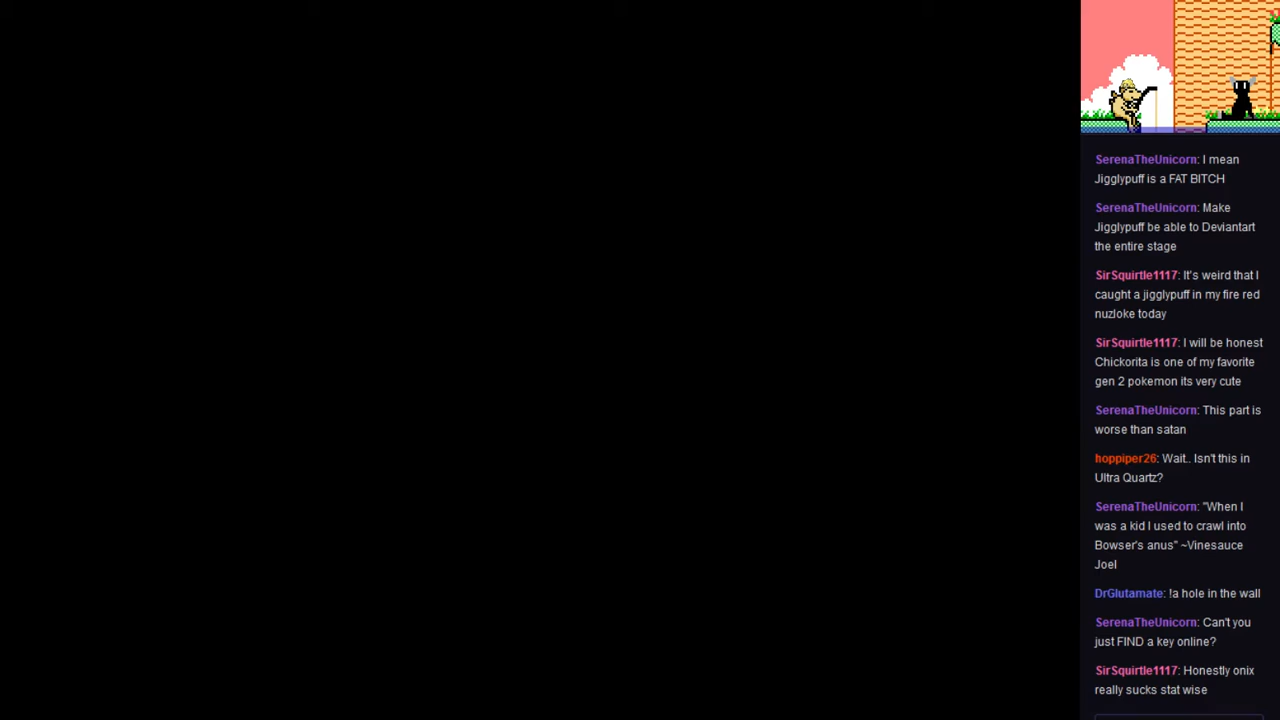 SerenaTheUnicorn: I mean
Jigglypuff is a FAT BITCH
SerenaTheUnicorn: Make
Jigglypuff be able to Deviantart
the entire stage
SirSquirtle1117: It's weird that I
caught a jigglypuff in my fire red
nuzloke today
SirSquirtle1117: I will be honest
Chickorita is one of my favorite
gen 2 pokemon its very cute
SerenaTheUnicorn: This part is
worse than satan
hoppiper26: Wait.. Isn't this in
Ultra Quartz?
SerenaTheUnicorn: "When I
was a kid I used to crawl into
Bowser's anus" ~Vinesauce
Joel
DrGlutamate: !a hole in the wall
SerenaTheUnicorn: Can't you
just FIND a key online?
SirSquirtle1117: Honestly onix
really sucks stat wise